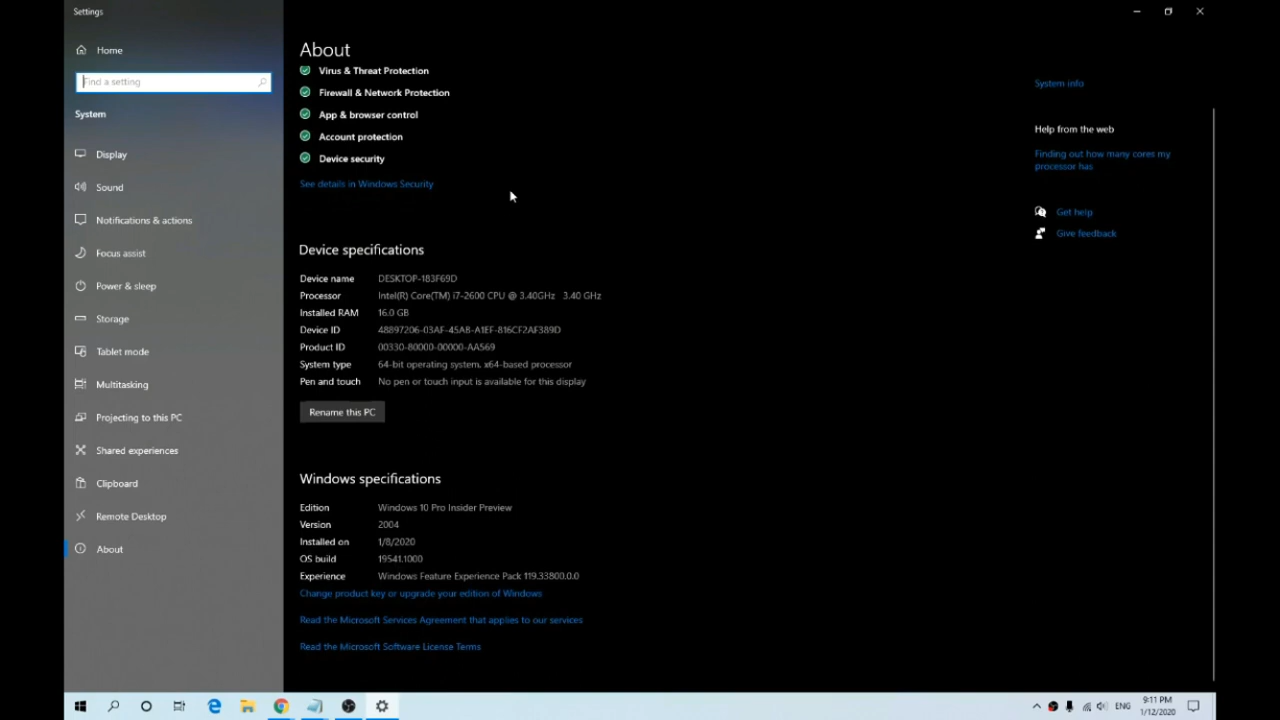 Settings
Home
Find a setting
System
Display
Sound
Notifications & actions
Focus assist
Power & sleep
Storage
Tablet mode
Multitasking
Projecting to this PC
Shared experiences
Clipboard
Remote Desktop
About
About
Virus & Threat Protection
Firewall & Network Protection
App & browser control
Account protection
Device security
See details in Windows Security
Device specifications
Device name DESKTOP-183F69D
Processor Intel(R) Core(TM) i7-2600 CPU @ 3.40GHz 3.40 GHz
Installed RAM 16.0 GB
Device ID 48897206-03AF-45AB-A1EF-816CF2AF389D
Product ID 00330-80000-00000-AA569
System type 64-bit operating system, x64-based processor
Pen and touch No pen or touch input is available for this display
Rename this PC
Windows specifications
Edition Windows 10 Pro Insider Preview
Version 2004
Installed on 1/8/2020
OS build 19541.1000
Experience Windows Feature Experience Pack 119.33800.0.0
Change product key or upgrade your edition of Windows
Read the Microsoft Services Agreement that applies to our services
Read the Microsoft Software License Terms
System info
Help from the web
Finding out how many cores my
processor has
Get help
Give feedback
ENG
9:11 PM
1/12/2020